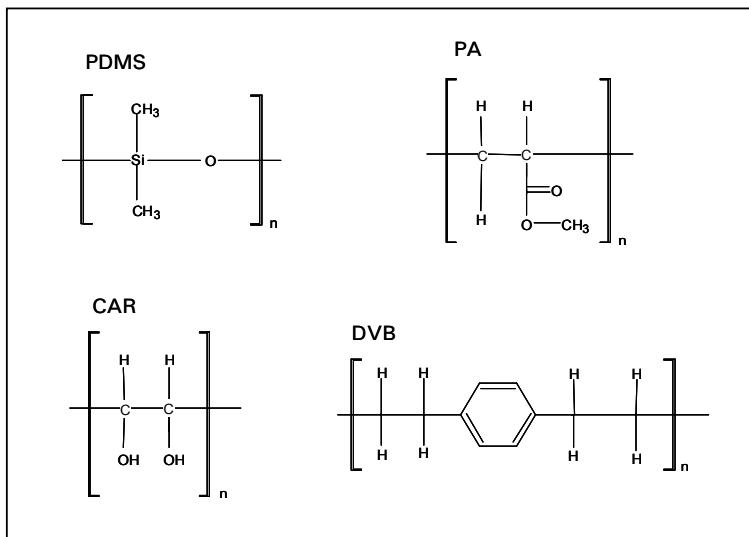 PDMS
CH₃
Si O
CH₃
n
PA
H H
C C
O
H O CH₃
n
CAR
H H
C C
OH OH
n
DVB
H H H H
H H H H
n